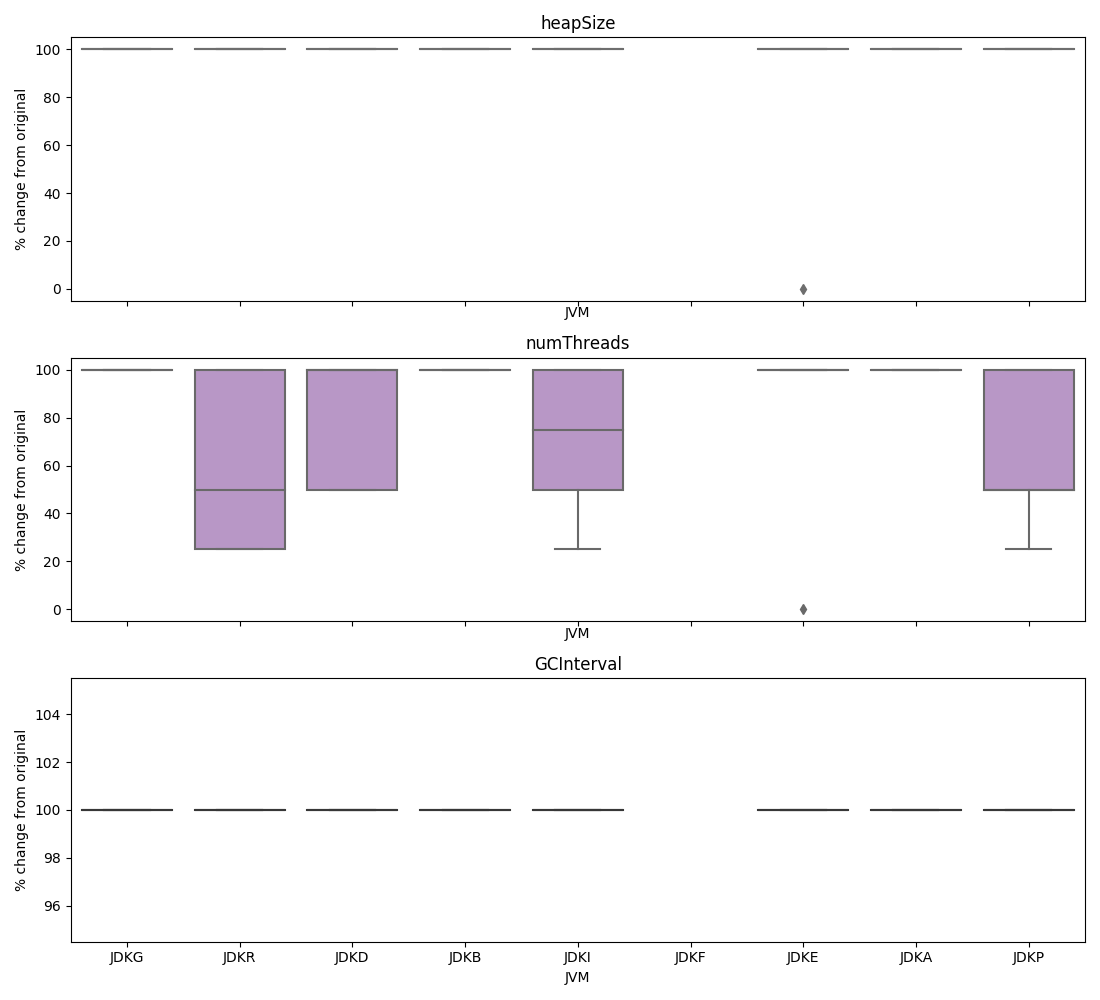 heapSize
% change from original
100
80
60
40
20
0
JVM
numThreads
% change from original
100
80
60
40
20
0
JVM
GCInterval
% change from original
104
102
100
98
96
JDKG JDKR JDKD JDKB JDKI JDKF JDKE JDKA JDKP
JVM